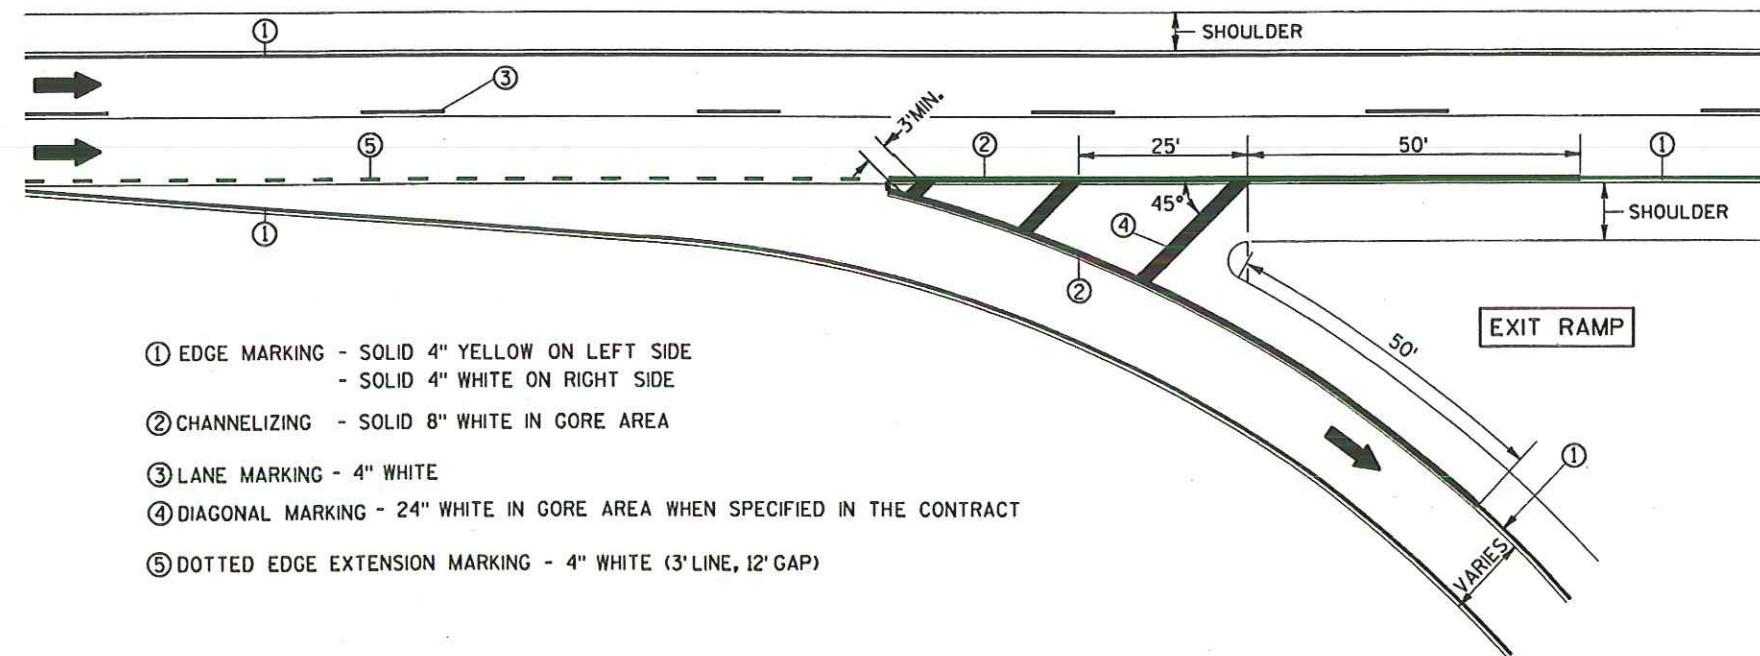 ① SHOULDER
③
3'MIN.
⑤ ② 25' 50' ①
45°
④ SHOULDER
①
②
EXIT RAMP
50'
① EDGE MARKING - SOLID 4" YELLOW ON LEFT SIDE
- SOLID 4" WHITE ON RIGHT SIDE
② CHANNELIZING - SOLID 8" WHITE IN GORE AREA
①
③ LANE MARKING - 4" WHITE
④ DIAGONAL MARKING - 24" WHITE IN GORE AREA WHEN SPECIFIED IN THE CONTRACT
⑤ DOTTED EDGE EXTENSION MARKING - 4" WHITE (3' LINE, 12' GAP)
VARIES